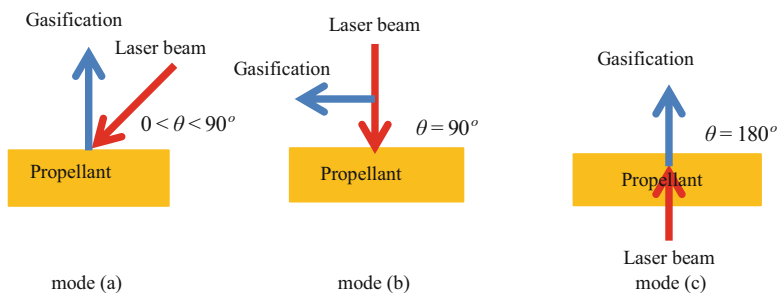 Gasification
Laser beam
0 < θ < 90°
Propellant
mode (a)
Laser beam
Gasification
θ = 90°
Propellant
mode (b)
Gasification
θ = 180°
Propellant
Laser beam
mode (c)